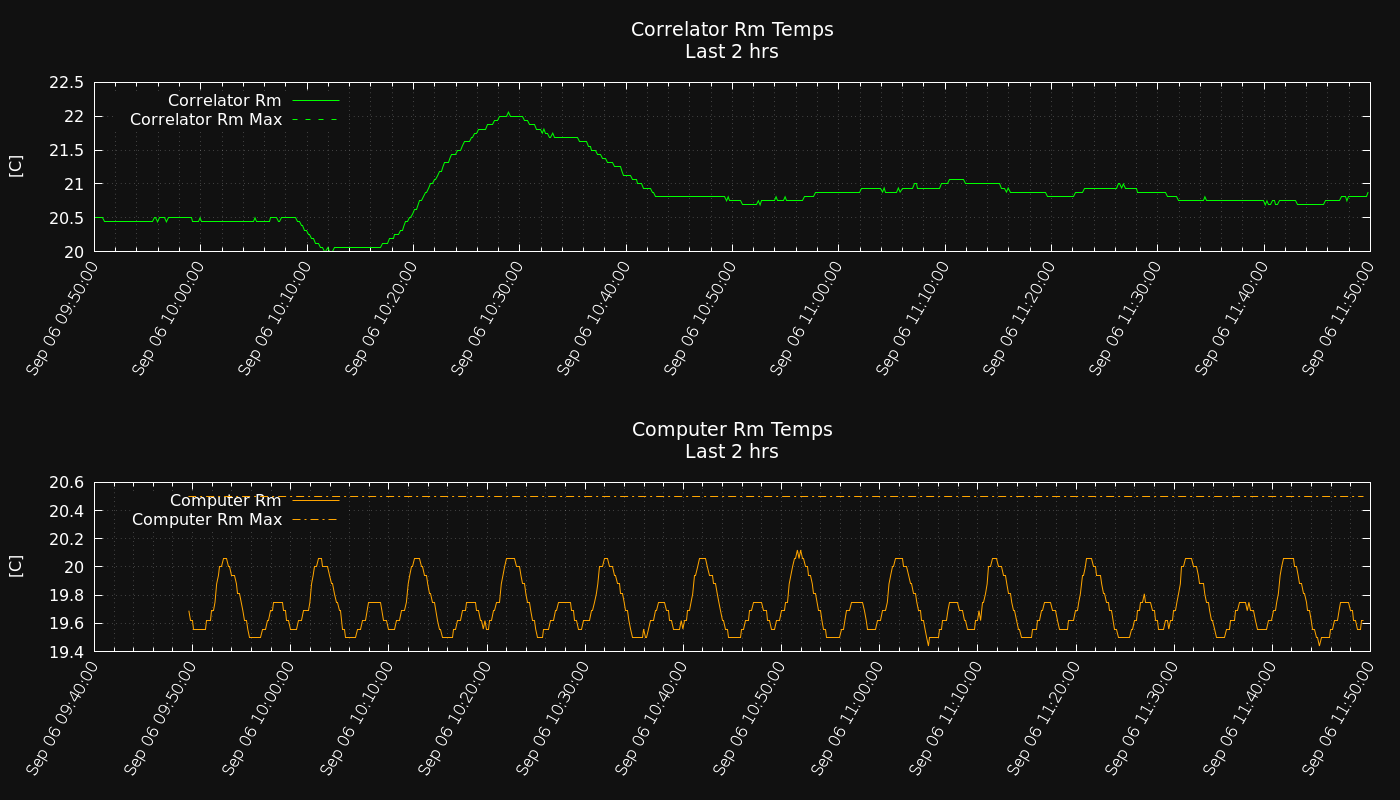 Correlator Rm Temps
Last 2 hrs
22.5
22
21.5
21
20.5
20
[C]
Correlator Rm
Correlator Rm Max
Sep 06 09:50:00
Sep 06 10:00:00
Sep 06 10:10:00
Sep 06 10:20:00
Sep 06 10:30:00
Sep 06 10:40:00
Sep 06 10:50:00
Sep 06 11:00:00
Sep 06 11:10:00
Sep 06 11:20:00
Sep 06 11:30:00
Sep 06 11:40:00
Sep 06 11:50:00
Computer Rm Temps
Last 2 hrs
20.6
20.4
20.2
20
19.8
19.6
19.4
[C]
Computer Rm
Computer Rm Max
Sep 06 09:40:00
Sep 06 09:50:00
Sep 06 10:00:00
Sep 06 10:10:00
Sep 06 10:20:00
Sep 06 10:30:00
Sep 06 10:40:00
Sep 06 10:50:00
Sep 06 11:00:00
Sep 06 11:10:00
Sep 06 11:20:00
Sep 06 11:30:00
Sep 06 11:40:00
Sep 06 11:50:00